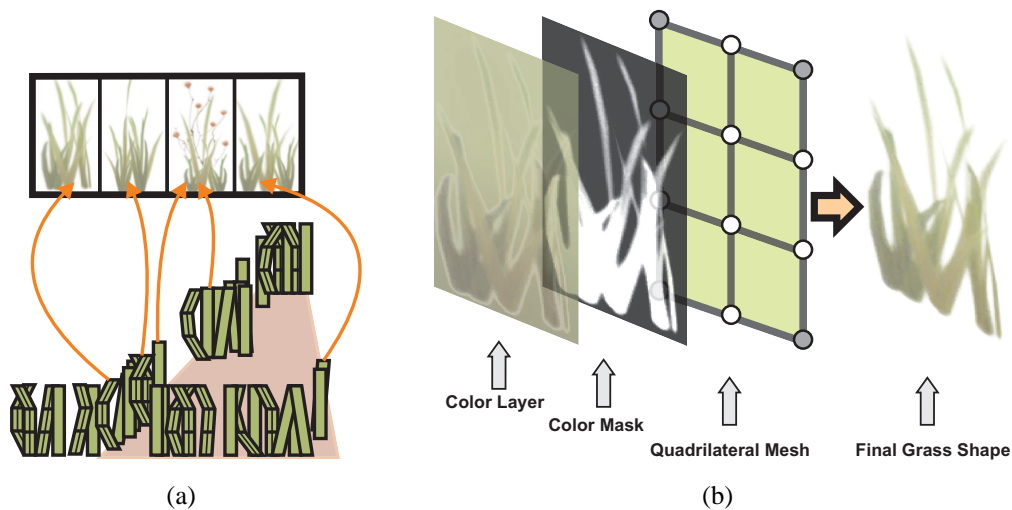 Color Layer
Color Mask
Quadrilateral Mesh
Final Grass Shape
(a)
(b)